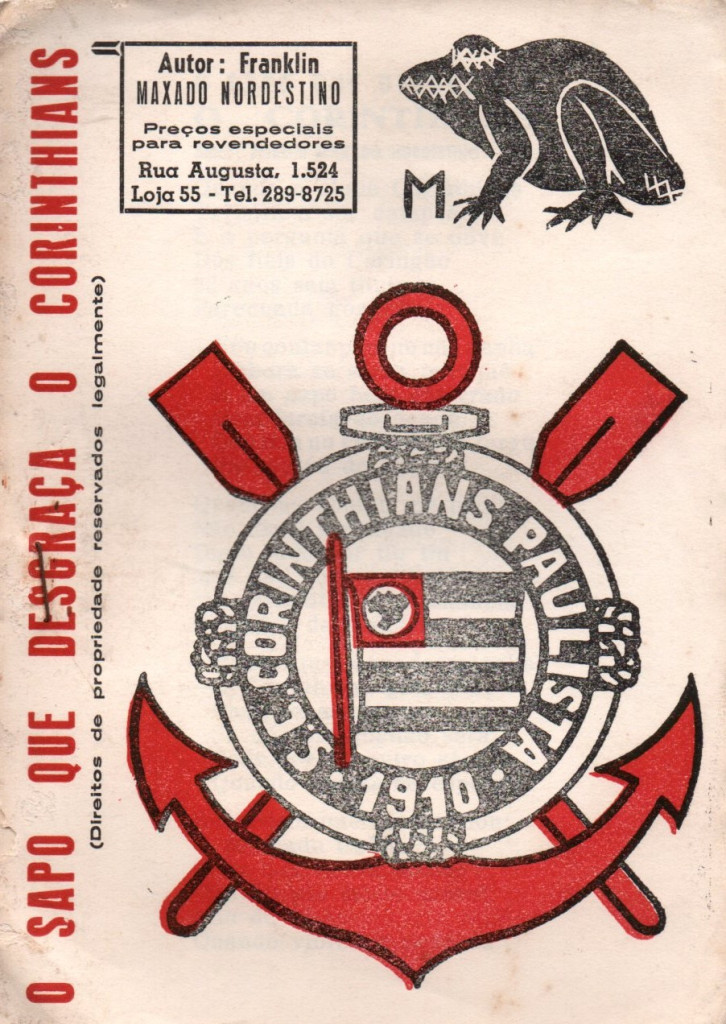 O SAPO QUE DESGRAÇA O CORINTHIANS
(Direitos de propriedade reservados legalmente)
Autor: Franklin
MAXADO NORDESTINO
Preços especiais
para revendedores
Rua Augusta, 1.524
Loja 55 - Tel. 289-8725
M
S.C. CORINTHIANS PAULISTA
· 1910 ·